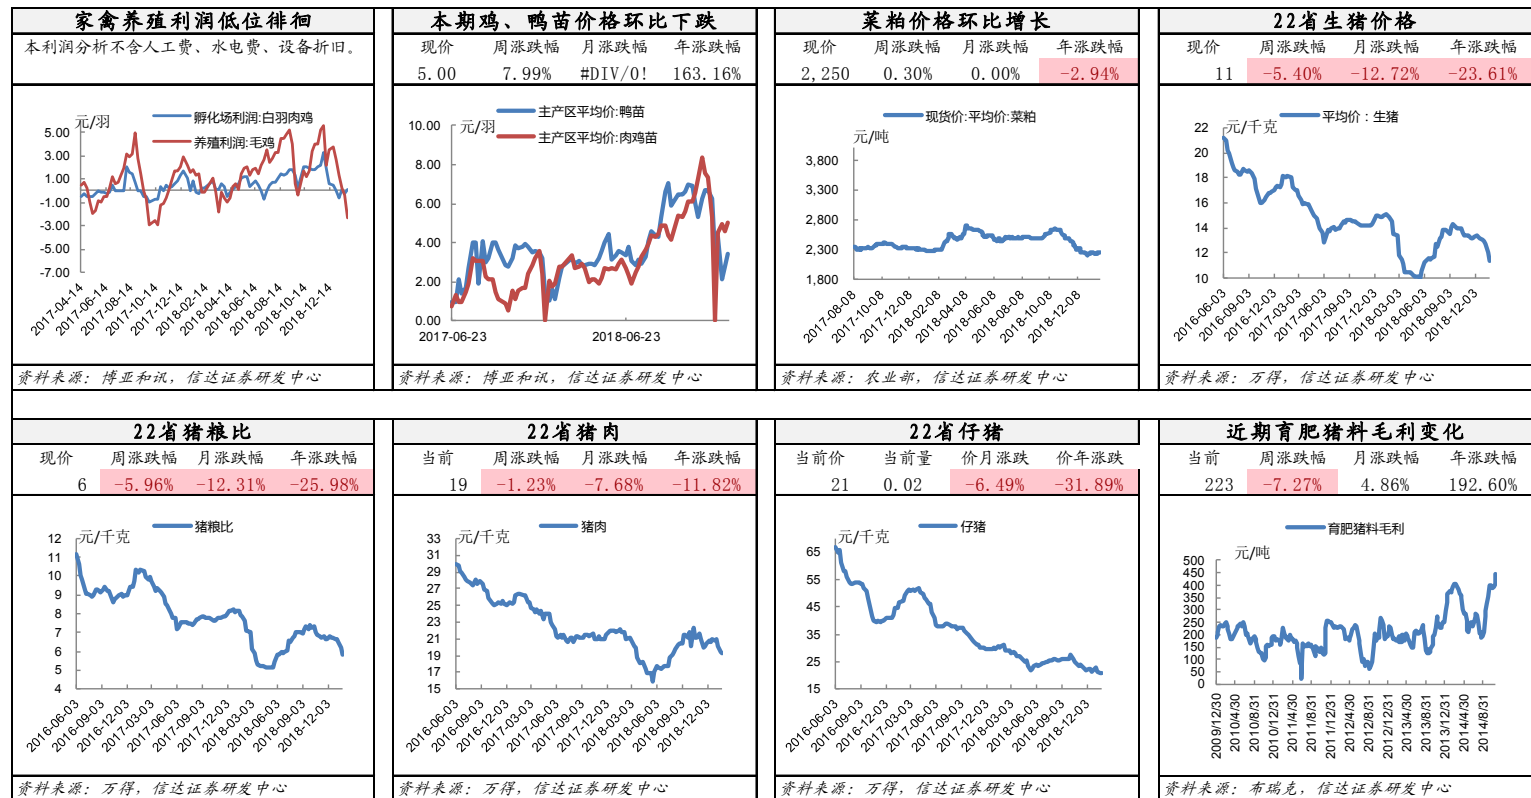 家禽养殖利润低位徘徊
本利润分析不含人工费、水电费、设备折旧。
元/羽
孵化场利润:白羽肉鸡
养殖利润:毛鸡
5.00
3.00
1.00
-1.00
-3.00
-5.00
-7.00
2017-04-14
2017-06-14
2017-08-14
2017-10-14
2017-12-14
2018-02-14
2018-04-14
2018-06-14
2018-08-14
2018-10-14
2018-12-14
资料来源：博亚和讯，信达证券研发中心
本期鸡、鸭苗价格环比下跌
现价 周涨跌幅 月涨跌幅 年涨跌幅
5.00 7.99% #DIV/0! 163.16%
主产区平均价:鸭苗
元/羽
主产区平均价:肉鸡苗
10.00
8.00
6.00
4.00
2.00
0.00
2017-06-23 2018-06-23
资料来源：博亚和讯，信达证券研发中心
菜粕价格环比增长
现价 周涨跌幅 月涨跌幅 年涨跌幅
2,250 0.30% 0.00% -2.94%
现货价:平均价:菜粕
元/吨
3,800
3,300
2,800
2,300
1,800
2017-08-08
2017-10-08
2017-12-08
2018-02-08
2018-04-08
2018-06-08
2018-08-08
2018-10-08
2018-12-08
资料来源：农业部，信达证券研发中心
22省生猪价格
现价 周涨跌幅 月涨跌幅 年涨跌幅
11 -5.40% -12.72% -23.61%
平均价：生猪
元/千克
22
20
18
16
14
12
10
2016-06-03
2016-09-03
2016-12-03
2017-03-03
2017-06-03
2017-09-03
2017-12-03
2018-03-03
2018-06-03
2018-09-03
2018-12-03
资料来源：万得，信达证券研发中心
22省猪粮比
现价 周涨跌幅 月涨跌幅 年涨跌幅
6 -5.96% -12.31% -25.98%
猪粮比
元/千克
12
11
10
9
8
7
6
5
4
2016-06-03
2016-09-03
2016-12-03
2017-03-03
2017-06-03
2017-09-03
2017-12-03
2018-03-03
2018-06-03
2018-09-03
2018-12-03
资料来源：万得，信达证券研发中心
22省猪肉
当前 周涨跌幅 月涨跌幅 年涨跌幅
19 -1.23% -7.68% -11.82%
猪肉
元/千克
33
31
29
27
25
23
21
19
17
15
2016-06-03
2016-09-03
2016-12-03
2017-03-03
2017-06-03
2017-09-03
2017-12-03
2018-03-03
2018-06-03
2018-09-03
2018-12-03
资料来源：万得，信达证券研发中心
22省仔猪
当前价 当前量 价月涨跌 价年涨跌
21 0.02 -6.49% -31.89%
仔猪
元/千克
65
55
45
35
25
15
2016-06-03
2016-09-03
2016-12-03
2017-03-03
2017-06-03
2017-09-03
2017-12-03
2018-03-03
2018-06-03
2018-09-03
2018-12-03
资料来源：万得，信达证券研发中心
近期育肥猪料毛利变化
当前 周涨跌幅 月涨跌幅 年涨跌幅
223 -7.27% 4.86% 192.60%
育肥猪料毛利
元/吨
500
450
400
350
300
250
200
150
100
50
0
2009/12/30
2010/4/30
2010/8/31
2010/12/31
2011/4/30
2011/8/31
2011/12/31
2012/4/30
2012/8/31
2012/12/31
2013/4/30
2013/8/31
2013/12/31
2014/4/30
2014/8/31
资料来源：布瑞克，信达证券研发中心